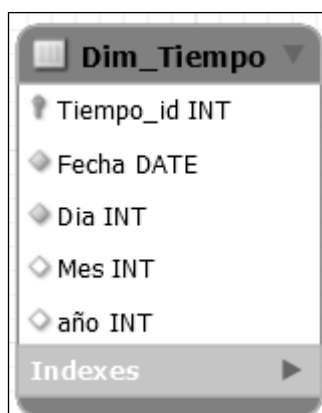 Dim_Tiempo
Tiempo_id INT
Fecha DATE
Dia INT
Mes INT
año INT
Indexes